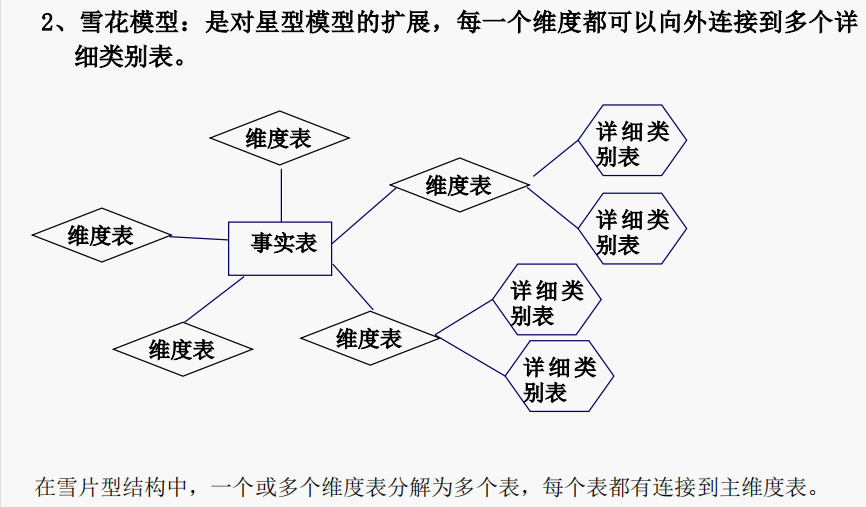 2、雪花模型：是对星型模型的扩展，每一个维度都可以向外连接到多个详
细类别表。
维度表
详细类
别表
维度表
详细类
别表
维度表
事实表
详细类
别表
维度表
维度表
详细类
别表
在雪片型结构中，一个或多个维度表分解为多个表，每个表都有连接到主维度表。